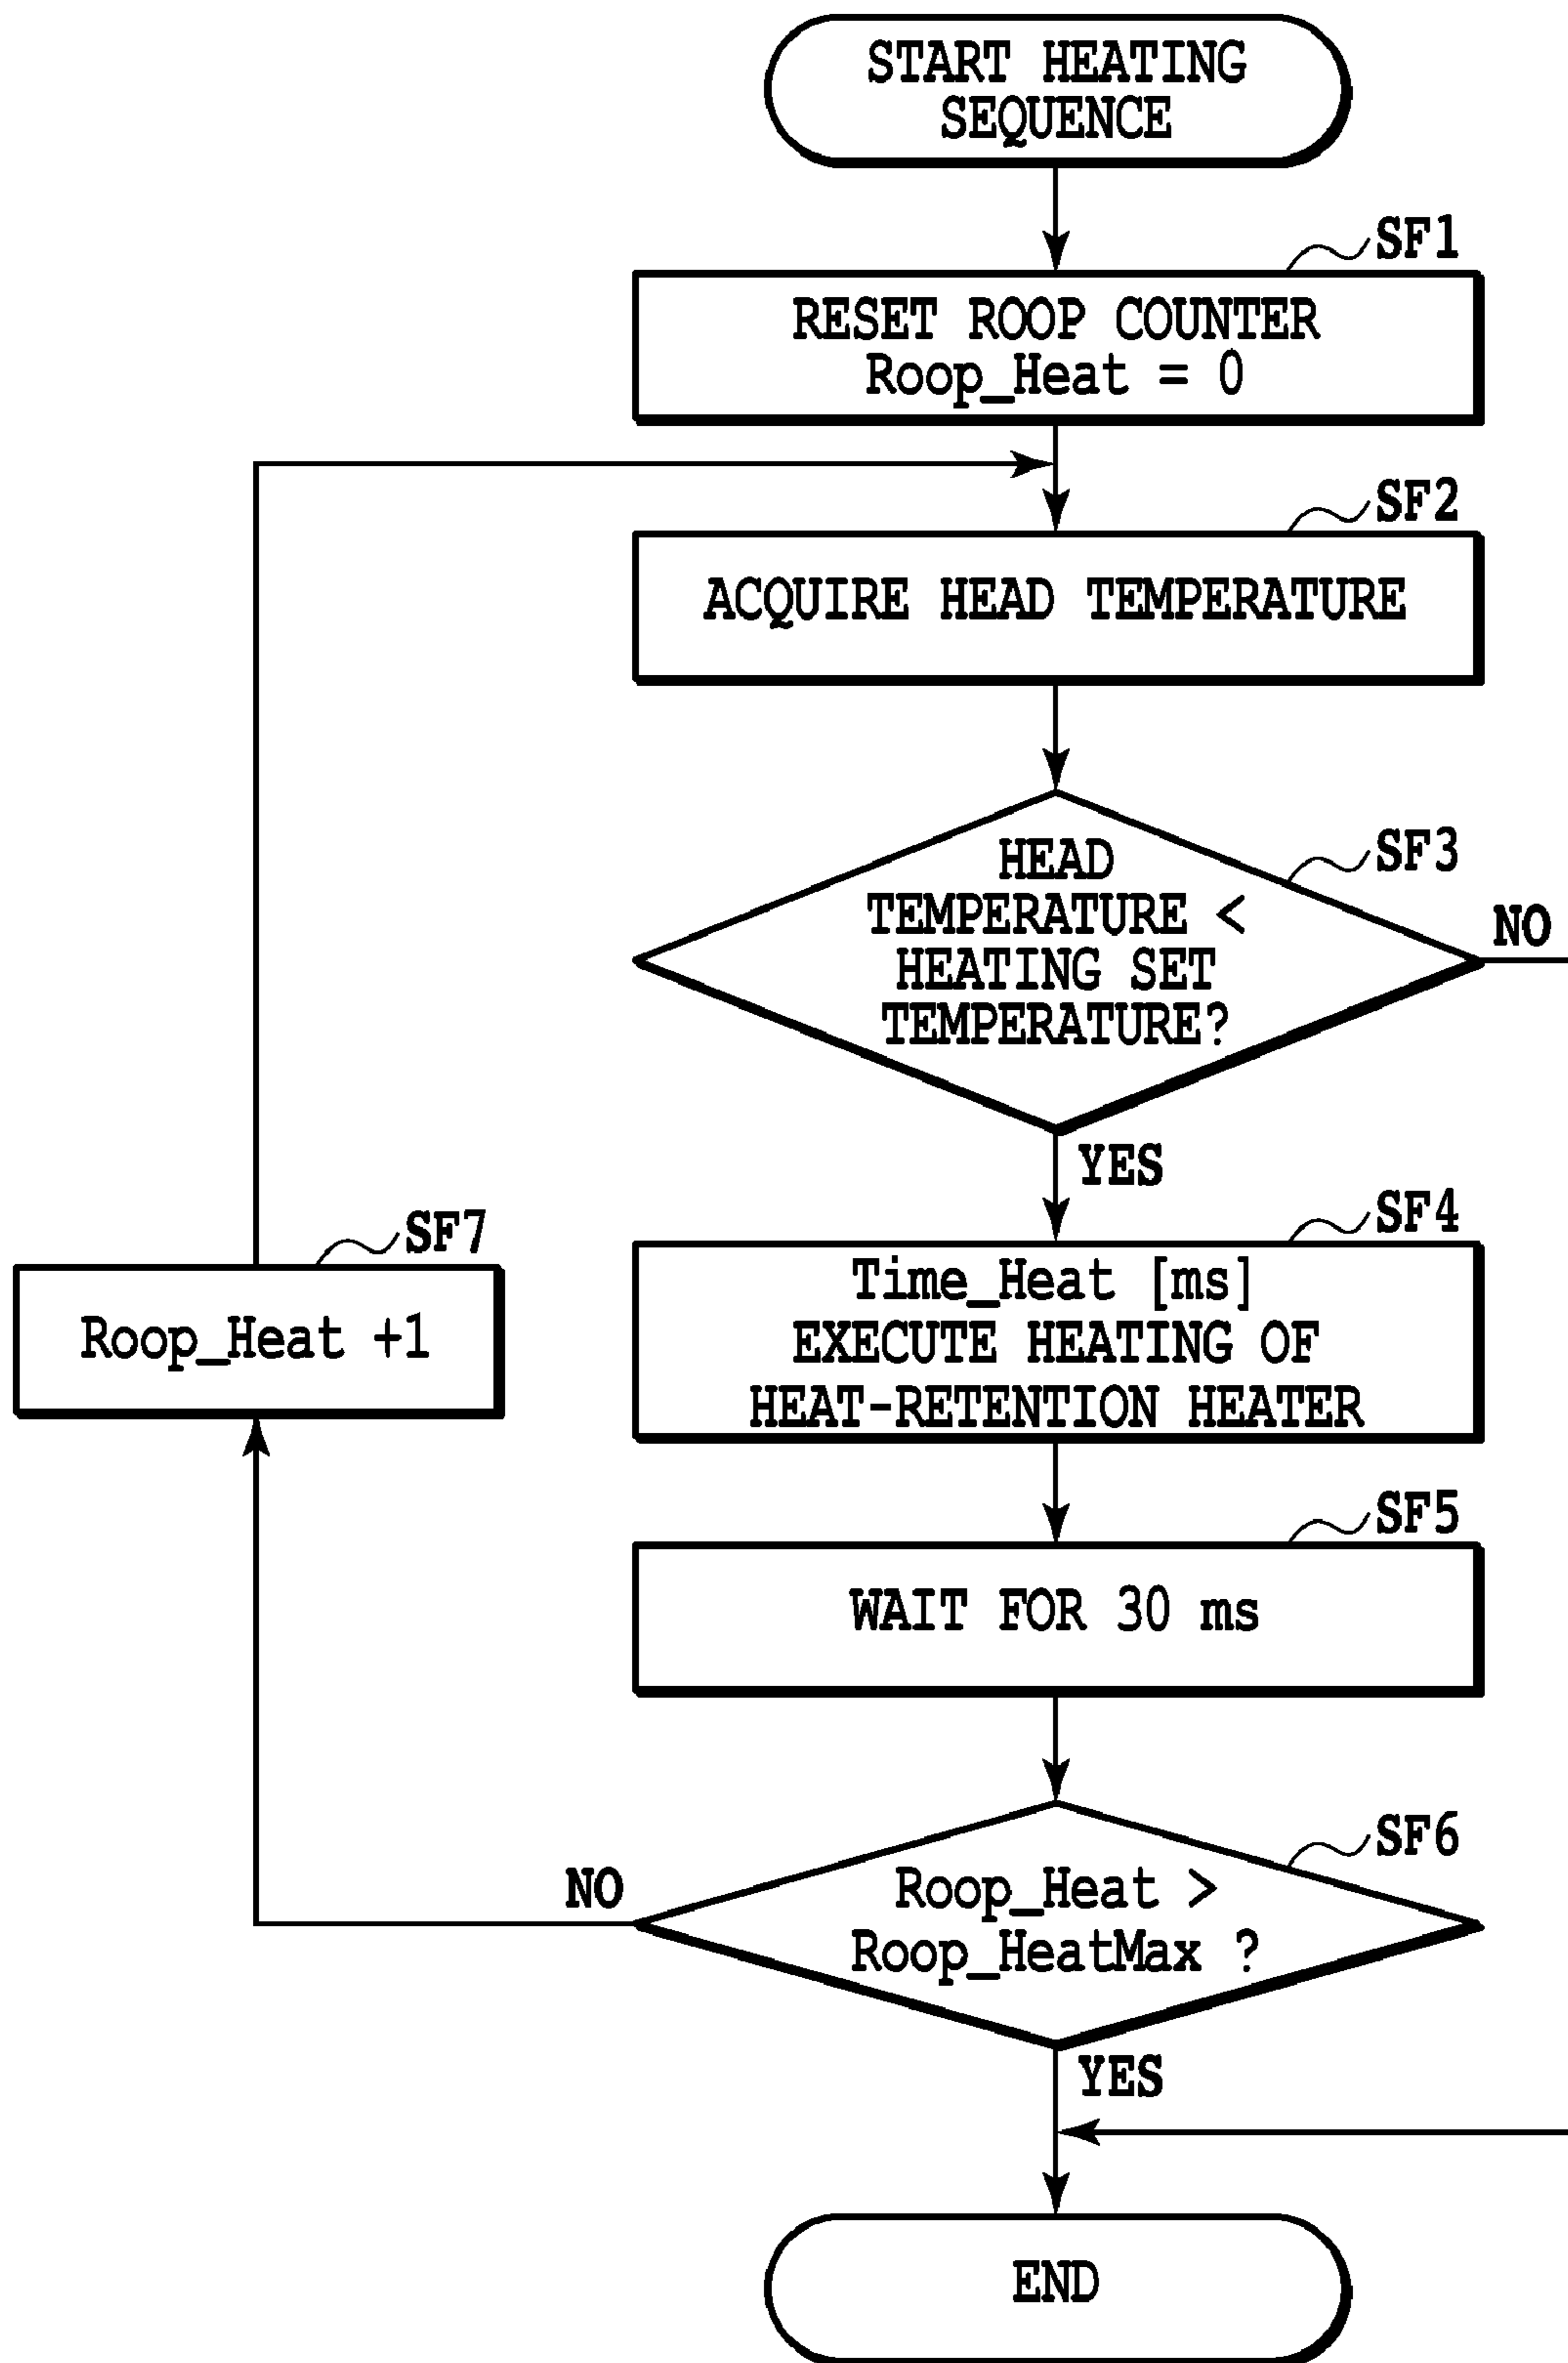 START HEATING
SEQUENCE
SF1
RESET ROOP COUNTER
Roop_Heat = 0
SF2
ACQUIRE HEAD TEMPERATURE
SF3
HEAD
TEMPERATURE <
HEATING SET
TEMPERATURE?
NO
YES
SF4
Time_Heat [ms]
EXECUTE HEATING OF
HEAT-RETENTION HEATER
SF7
Roop_Heat +1
SF5
WAIT FOR 30 ms
SF6
Roop_Heat >
Roop_HeatMax ?
NO
YES
END